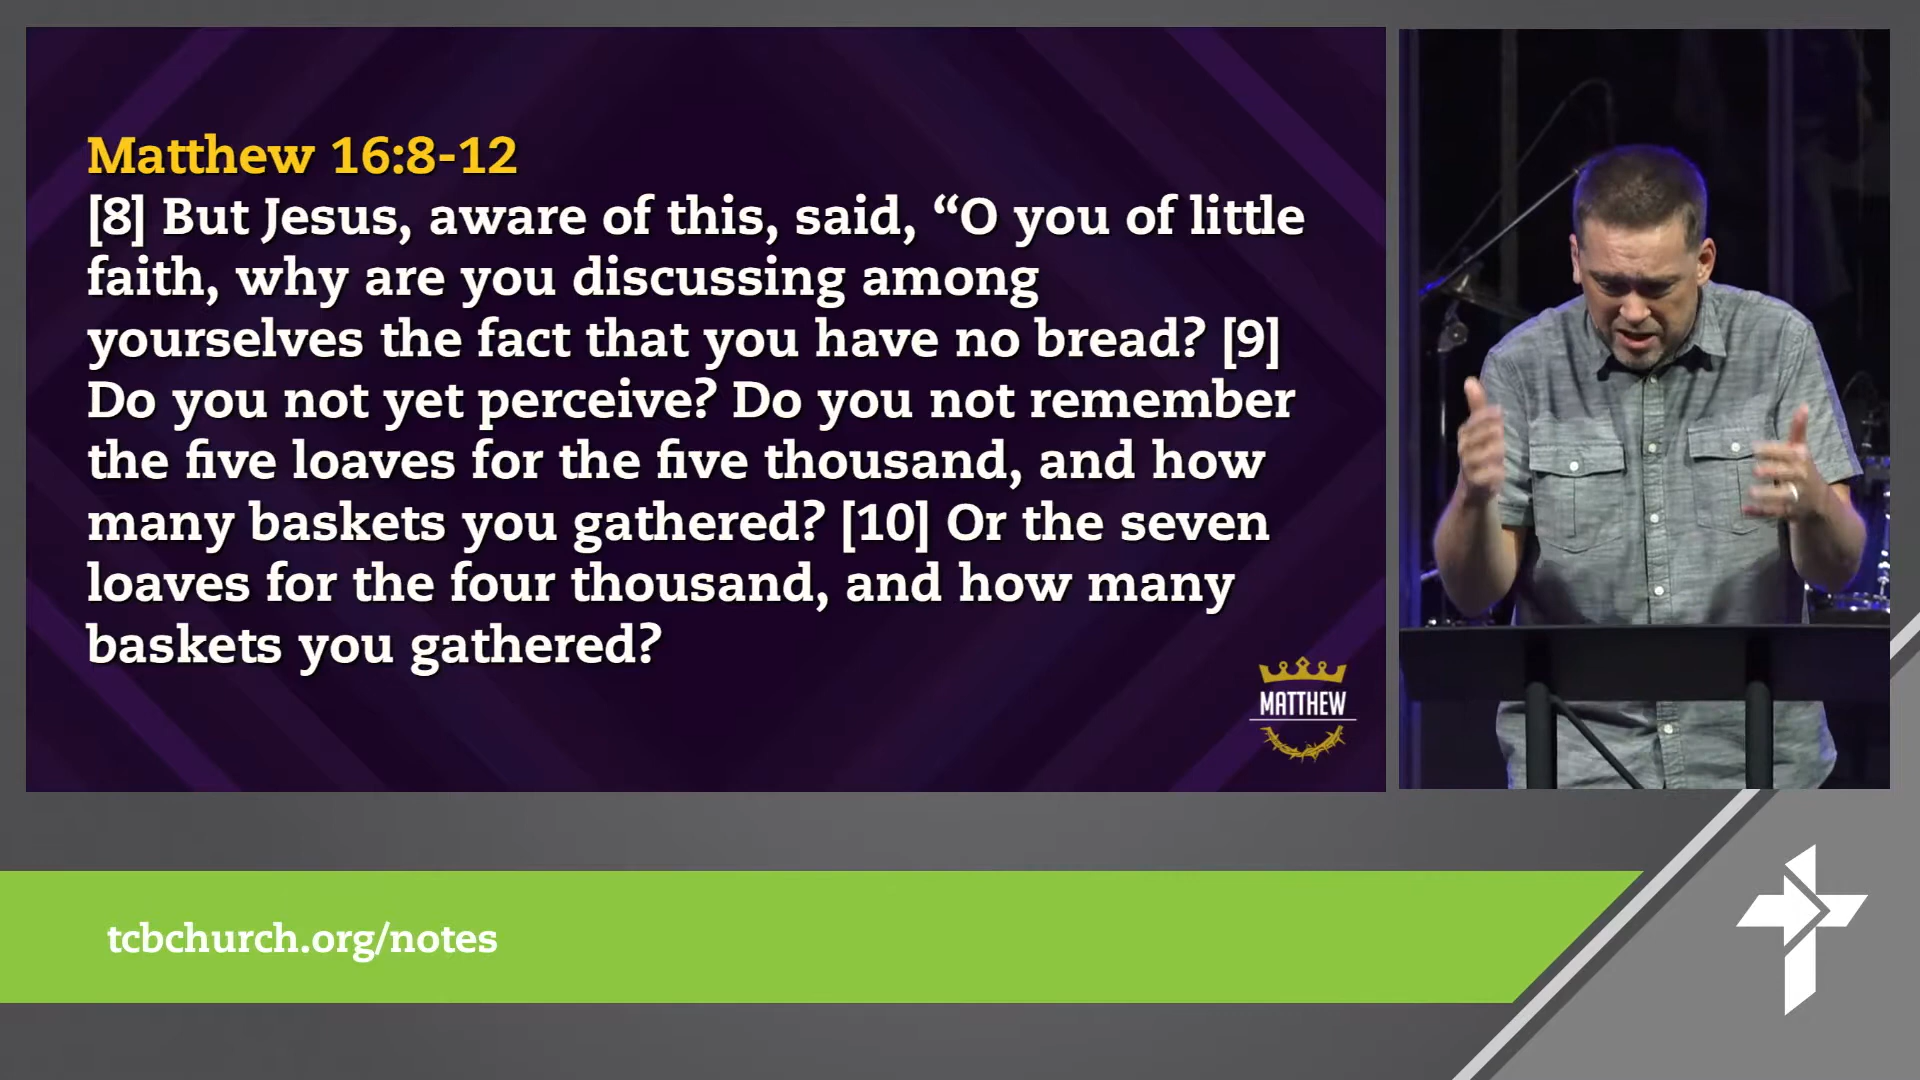 Matthew 16:8-12
[8] But Jesus, aware of this, said, “O you of little
faith, why are you discussing among
yourselves the fact that you have no bread? [9]
Do you not yet perceive? Do you not remember
the five loaves for the five thousand, and how
many baskets you gathered? [10] Or the seven
loaves for the four thousand, and how many
baskets you gathered?
MATTHEW
tcbchurch.org/notes